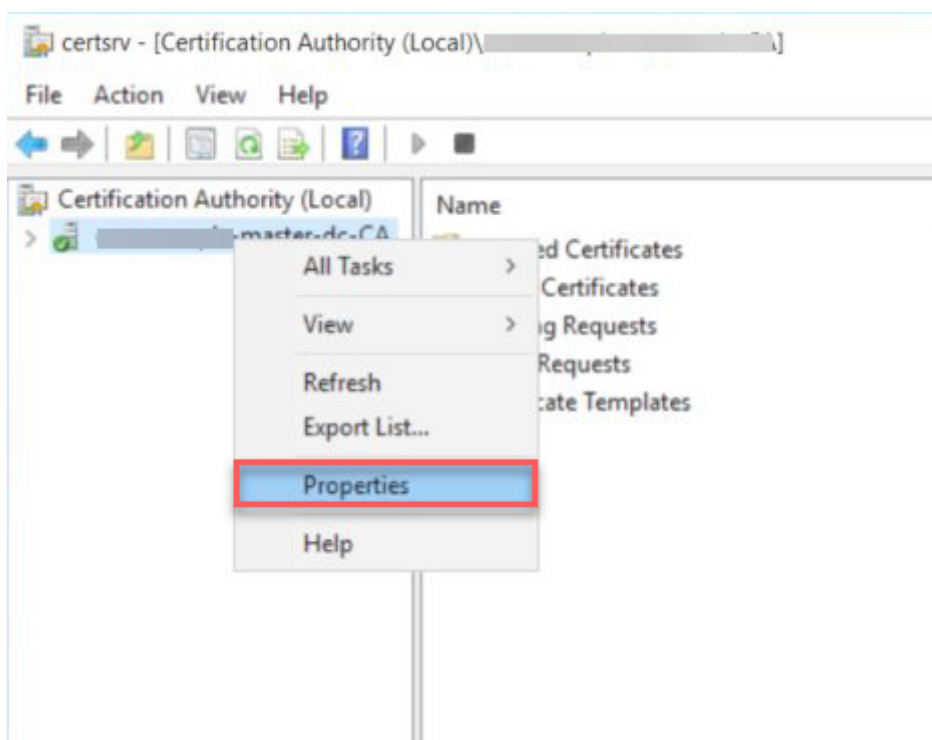 certsrv - [Certification Authority (Local)\
File Action View Help
Certification Authority (Local)
-master-dc-CA
Name
ed Certificates
Certificates
ng Requests
Requests
cate Templates
All Tasks
View
Refresh
Export List...
Properties
Help